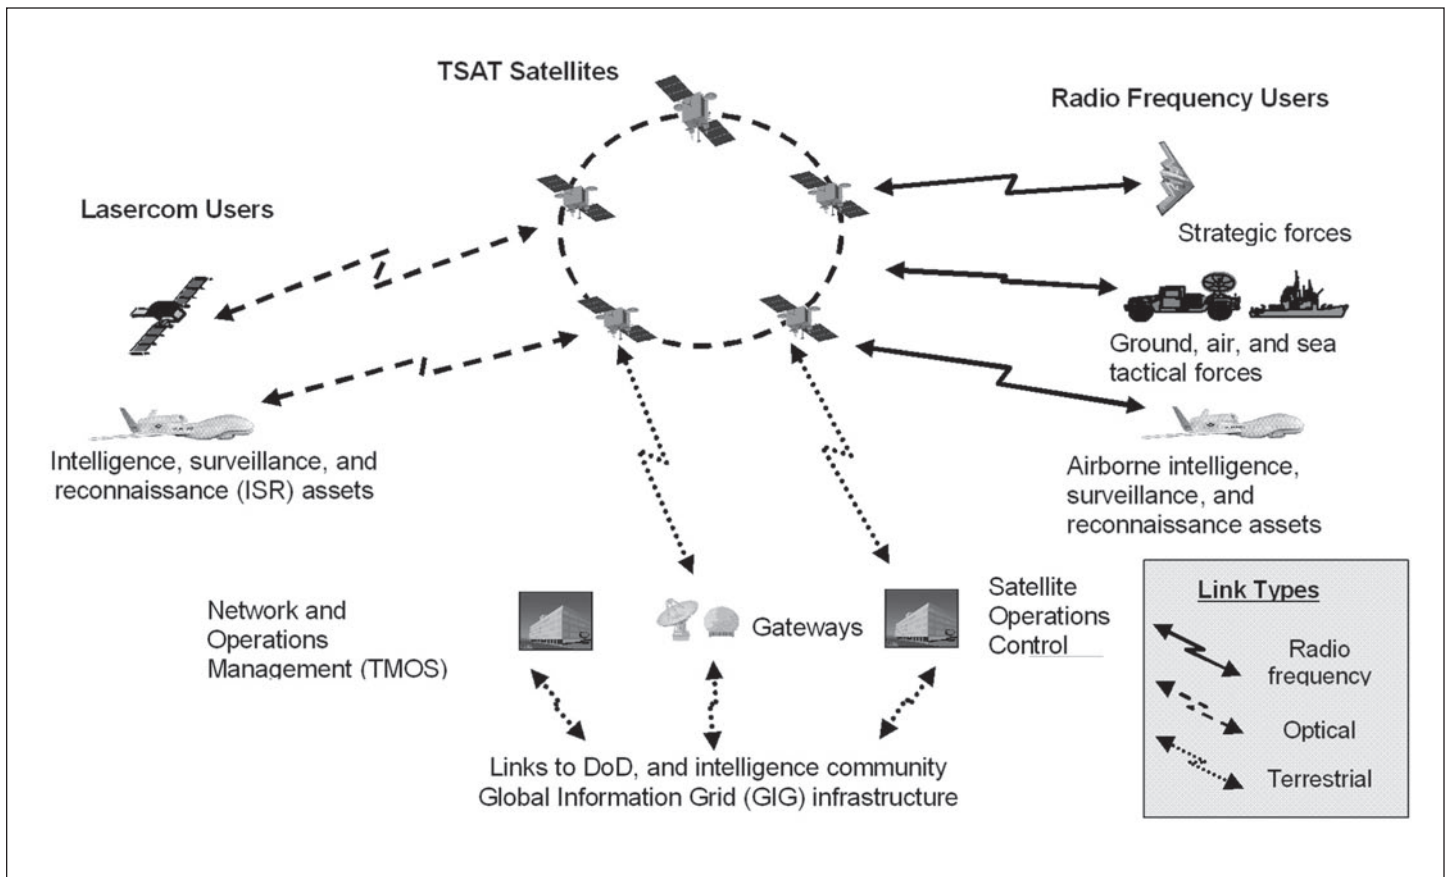 TSAT Satellites
Radio Frequency Users
Lasercom Users
Strategic forces
Ground, air, and sea
tactical forces
Intelligence, surveillance, and
reconnaissance (ISR) assets
Airborne intelligence,
surveillance, and
reconnaissance assets
Network and
Operations
Management (TMOS)
Gateways
Satellite
Operations
Control
Links to DoD, and intelligence community
Global Information Grid (GIG) infrastructure
Link Types
Radio
frequency
Optical
Terrestrial